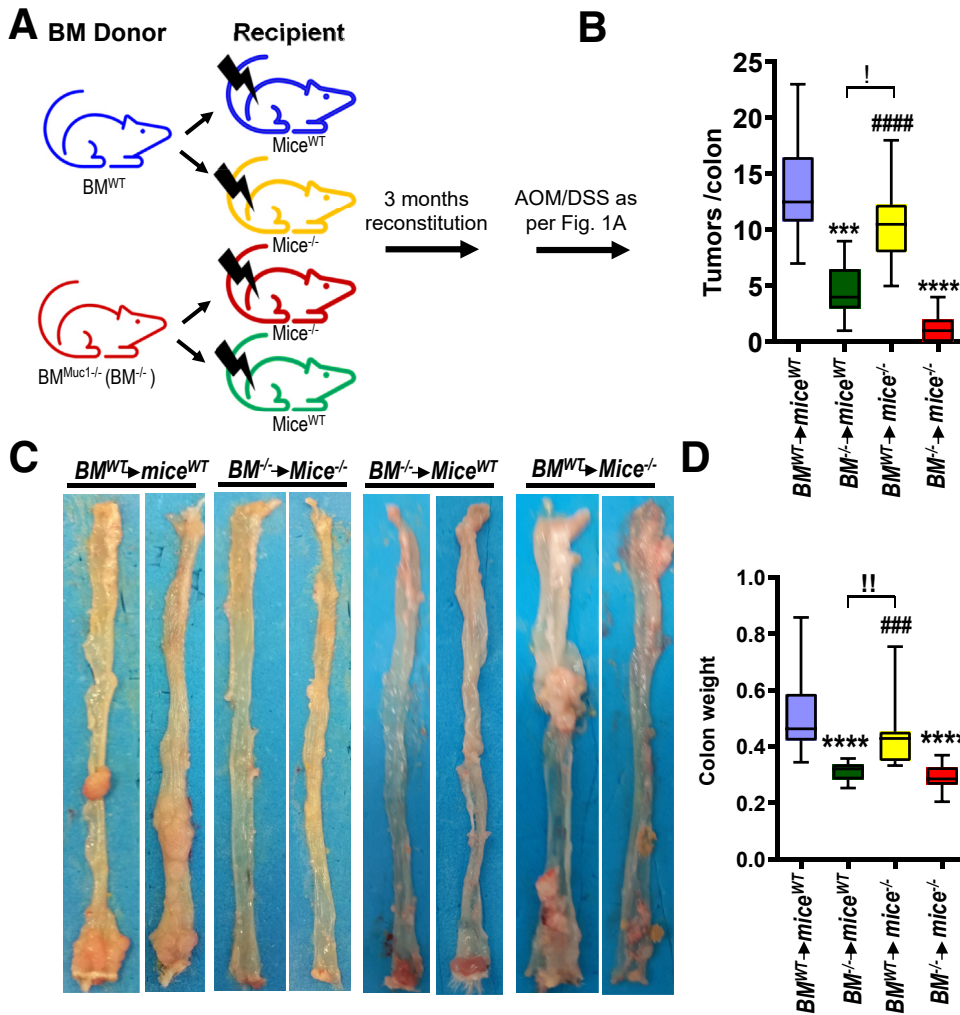 A
BM Donor
Recipient
BM^WT
Mice^WT
Mice^-/-
BM^Muc1-/- (BM^-/-)
Mice^-/-
Mice^WT
3 months
reconstitution
AOM/DSS as
per Fig. 1A
B
Tumors /colon
25
20
15
10
5
0
***
!
####
****
BM^WT→mice^WT
BM^-/-→mice^WT
BM^WT→mice^-/-
BM^-/-→mice^-/-
C
BM^WT→mice^WT
BM^-/-→Mice^-/-
BM^-/-→Mice^WT
BM^WT→Mice^-/-
D
Colon weight
1.0
0.8
0.6
0.4
0.2
0.0
****
!!
###
****
BM^WT→mice^WT
BM^-/-→mice^WT
BM^WT→mice^-/-
BM^-/-→mice^-/-